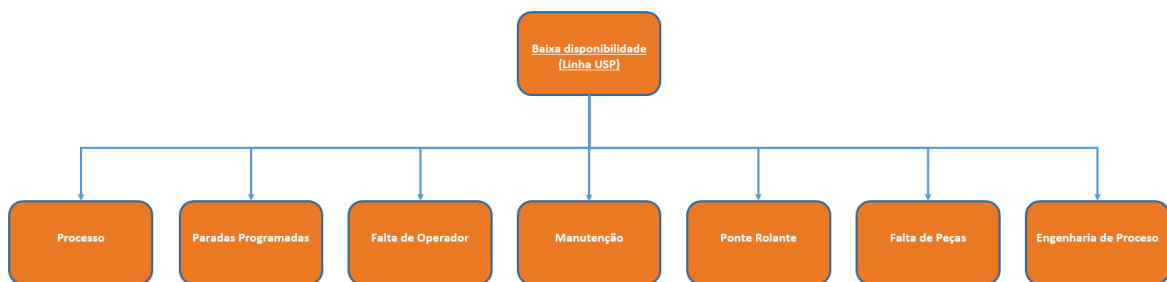 Baixa disponibilidade
(Linha USP)
Processo
Paradas Programadas
Falta de Operador
Manutenção
Ponte Rolante
Falta de Peças
Engenharia de Proceso